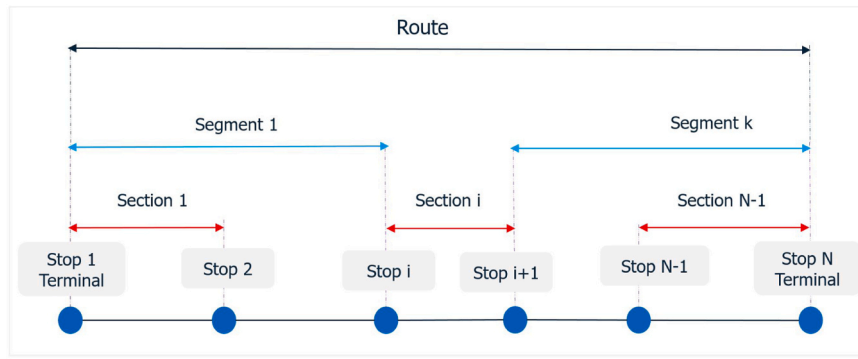 Route
Segment 1
Segment k
Section 1
Section i
Section N-1
Stop 1
Terminal
Stop 2
Stop i
Stop i+1
Stop N-1
Stop N
Terminal